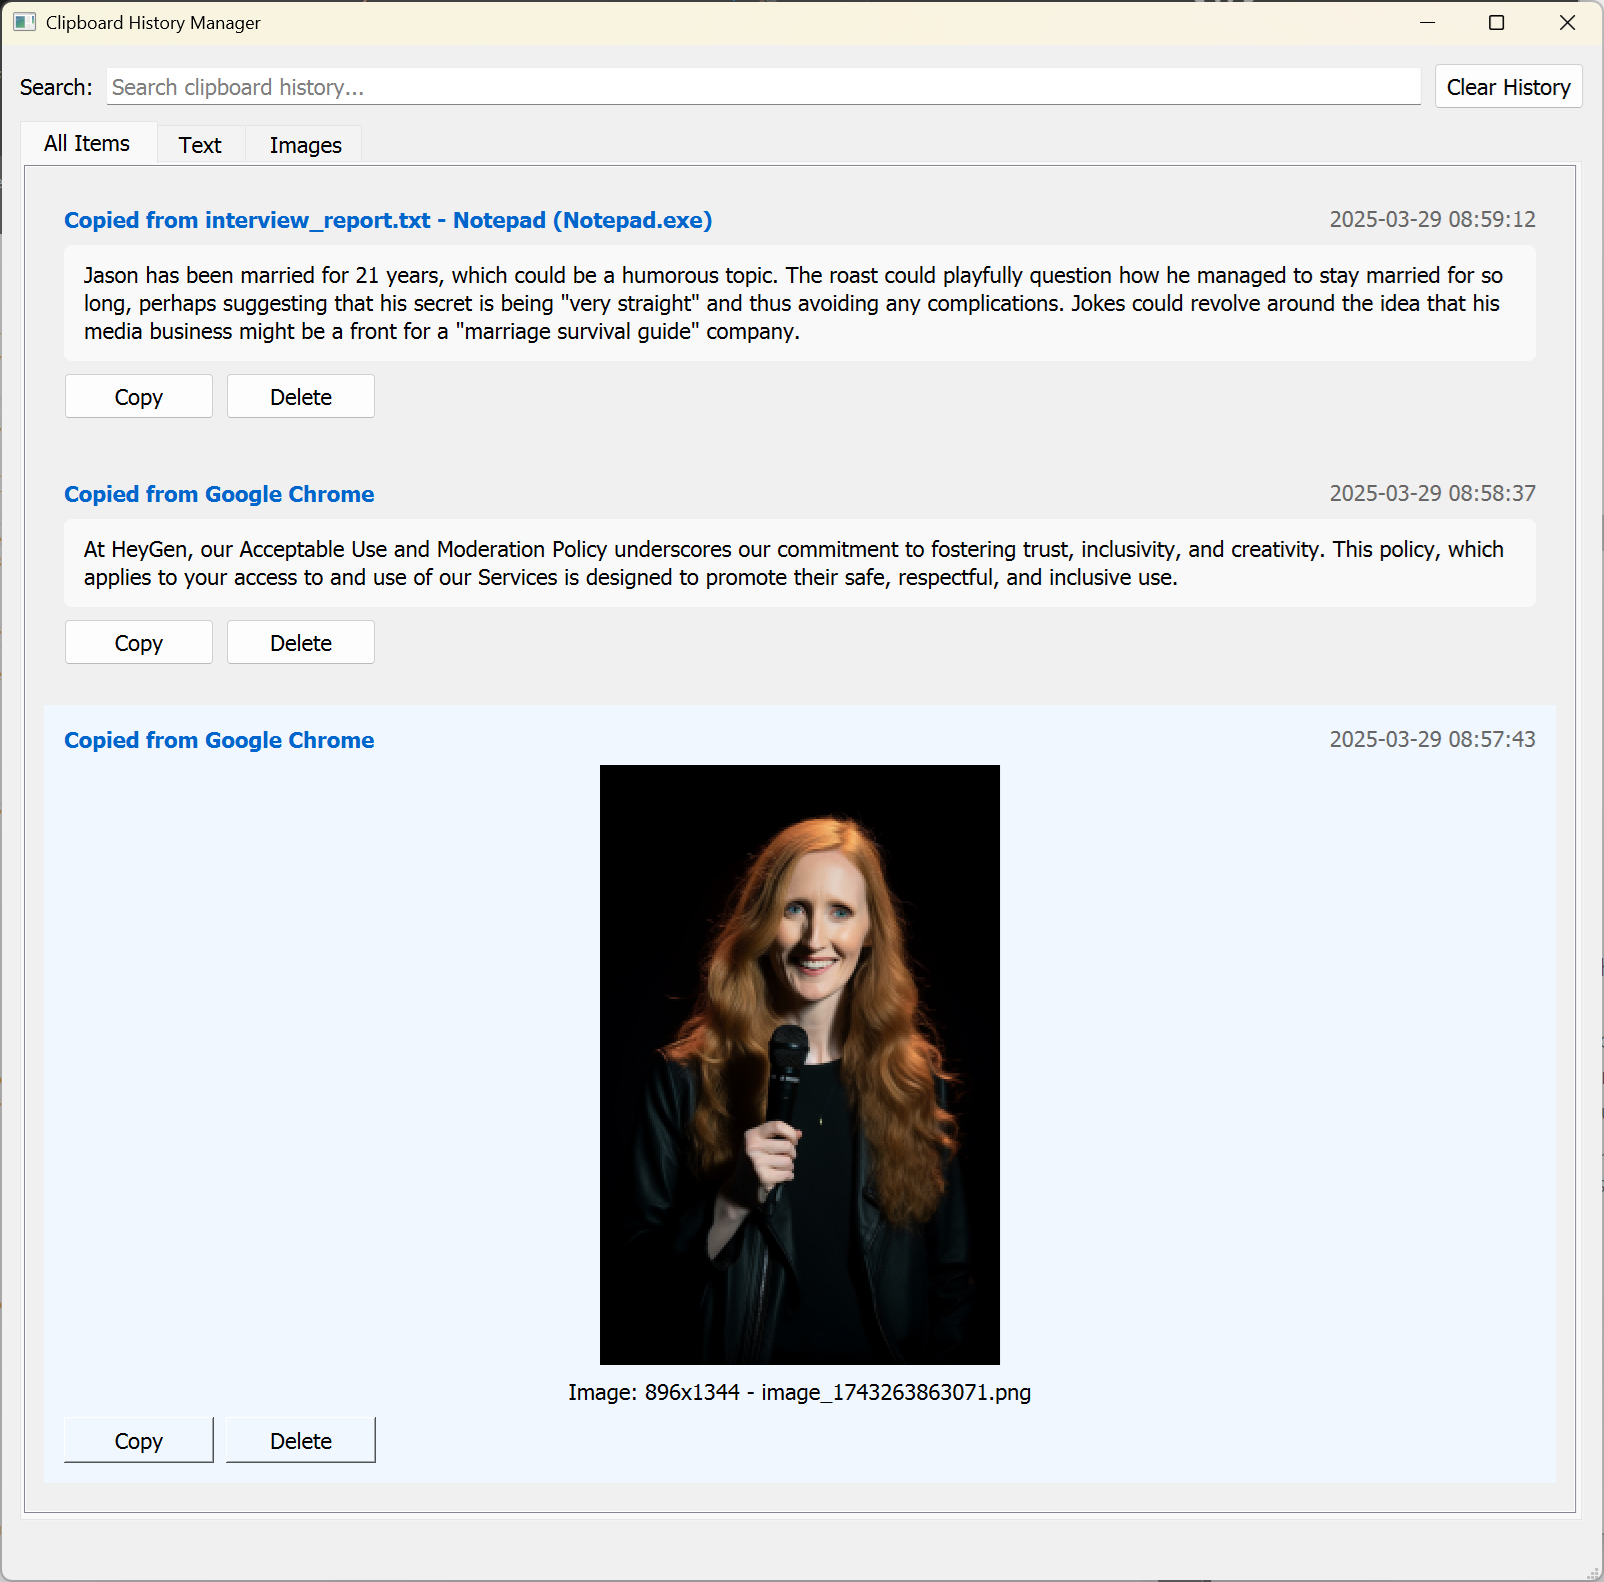 Clipboard History Manager
Search: Search clipboard history...
Clear History
All Items
Text
Images
Copied from interview_report.txt - Notepad (Notepad.exe)
2025-03-29 08:59:12
Jason has been married for 21 years, which could be a humorous topic. The roast could playfully question how he managed to stay married for so
long, perhaps suggesting that his secret is being "very straight" and thus avoiding any complications. Jokes could revolve around the idea that his
media business might be a front for a "marriage survival guide" company.
Copy
Delete
Copied from Google Chrome
2025-03-29 08:58:37
At HeyGen, our Acceptable Use and Moderation Policy underscores our commitment to fostering trust, inclusivity, and creativity. This policy, which
applies to your access to and use of our Services is designed to promote their safe, respectful, and inclusive use.
Copy
Delete
Copied from Google Chrome
2025-03-29 08:57:43
Image: 896x1344 - image_1743263863071.png
Copy
Delete